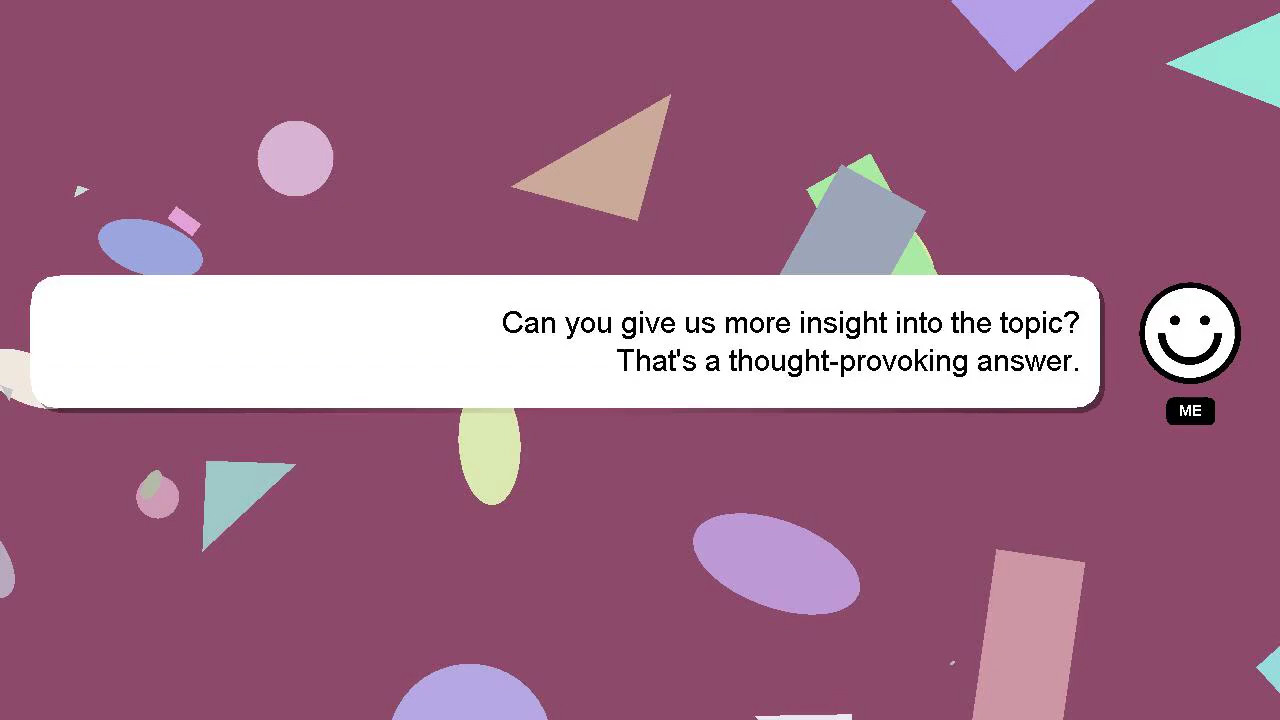 Can you give us more insight into the topic?
That's a thought-provoking answer.
ME